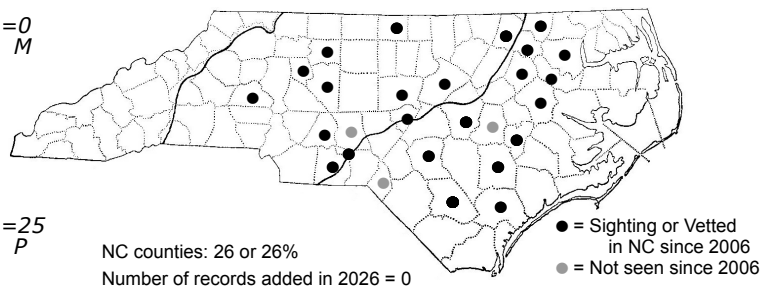 =0
M
=25
P
NC counties: 26 or 26%
Number of records added in 2026 = 0
= Sighting or Vetted
in NC since 2006
= Not seen since 2006